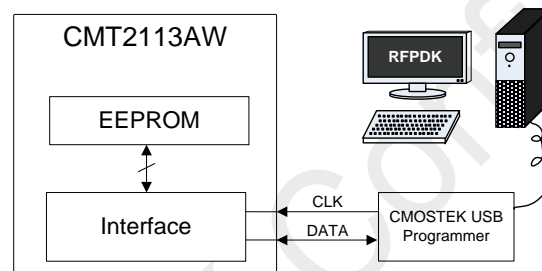 CMT2113AW
RFPDK
EEPROM
Interface
CLK
DATA
CMOSTEK USB
Programmer